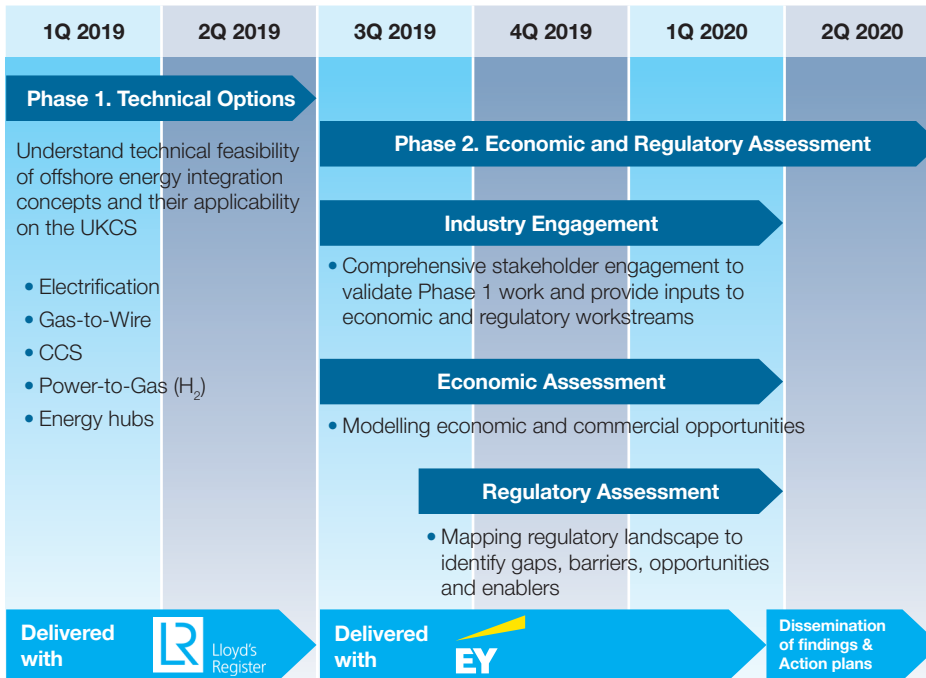 1Q 2019 2Q 2019 3Q 2019 4Q 2019 1Q 2020 2Q 2020
Phase 1. Technical Options
Understand technical feasibility
of offshore energy integration
concepts and their applicability
on the UKCS
• Electrification
• Gas-to-Wire
• CCS
• Power-to-Gas (H₂)
• Energy hubs
Phase 2. Economic and Regulatory Assessment
Industry Engagement
• Comprehensive stakeholder engagement to
validate Phase 1 work and provide inputs to
economic and regulatory workstreams
Economic Assessment
• Modelling economic and commercial opportunities
Regulatory Assessment
• Mapping regulatory landscape to
identify gaps, barriers, opportunities
and enablers
Delivered
with
LR
Lloyd's
Register
Delivered
with
EY
Dissemination
of findings &
Action plans